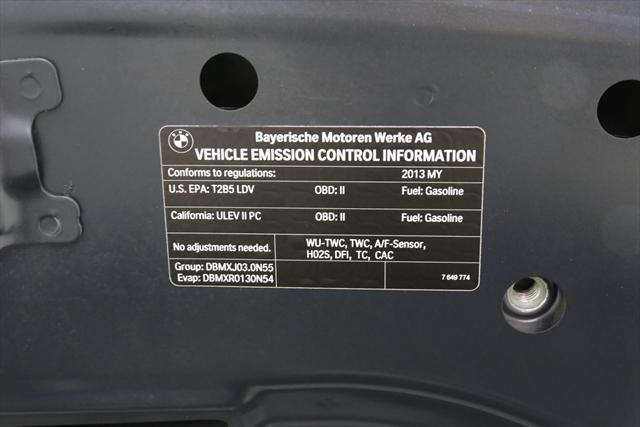 BMW
Bayerische Motoren Werke AG
VEHICLE EMISSION CONTROL INFORMATION
Conforms to regulations: 2013 MY
U.S. EPA: T2B5 LDV OBD: II Fuel: Gasoline
California: ULEV II PC OBD: II Fuel: Gasoline
No adjustments needed. WU-TWC, TWC, A/F-Sensor,
H02S, DFI, TC, CAC
Group: DBMXJ03.0N55
Evap: DBMXR0130N54 7 649 774